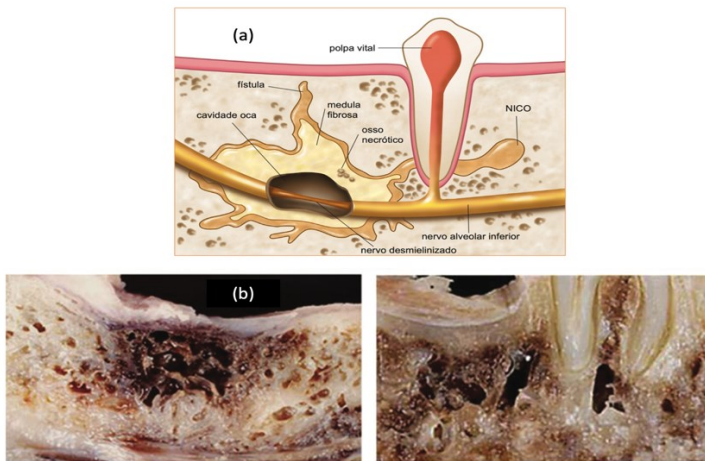 (a)
polpa vital
fístula
medula
fibrosa
NICO
cavidade oca
osso
necrótico
nervo alveolar inferior
nervo desmielinizado
(b)